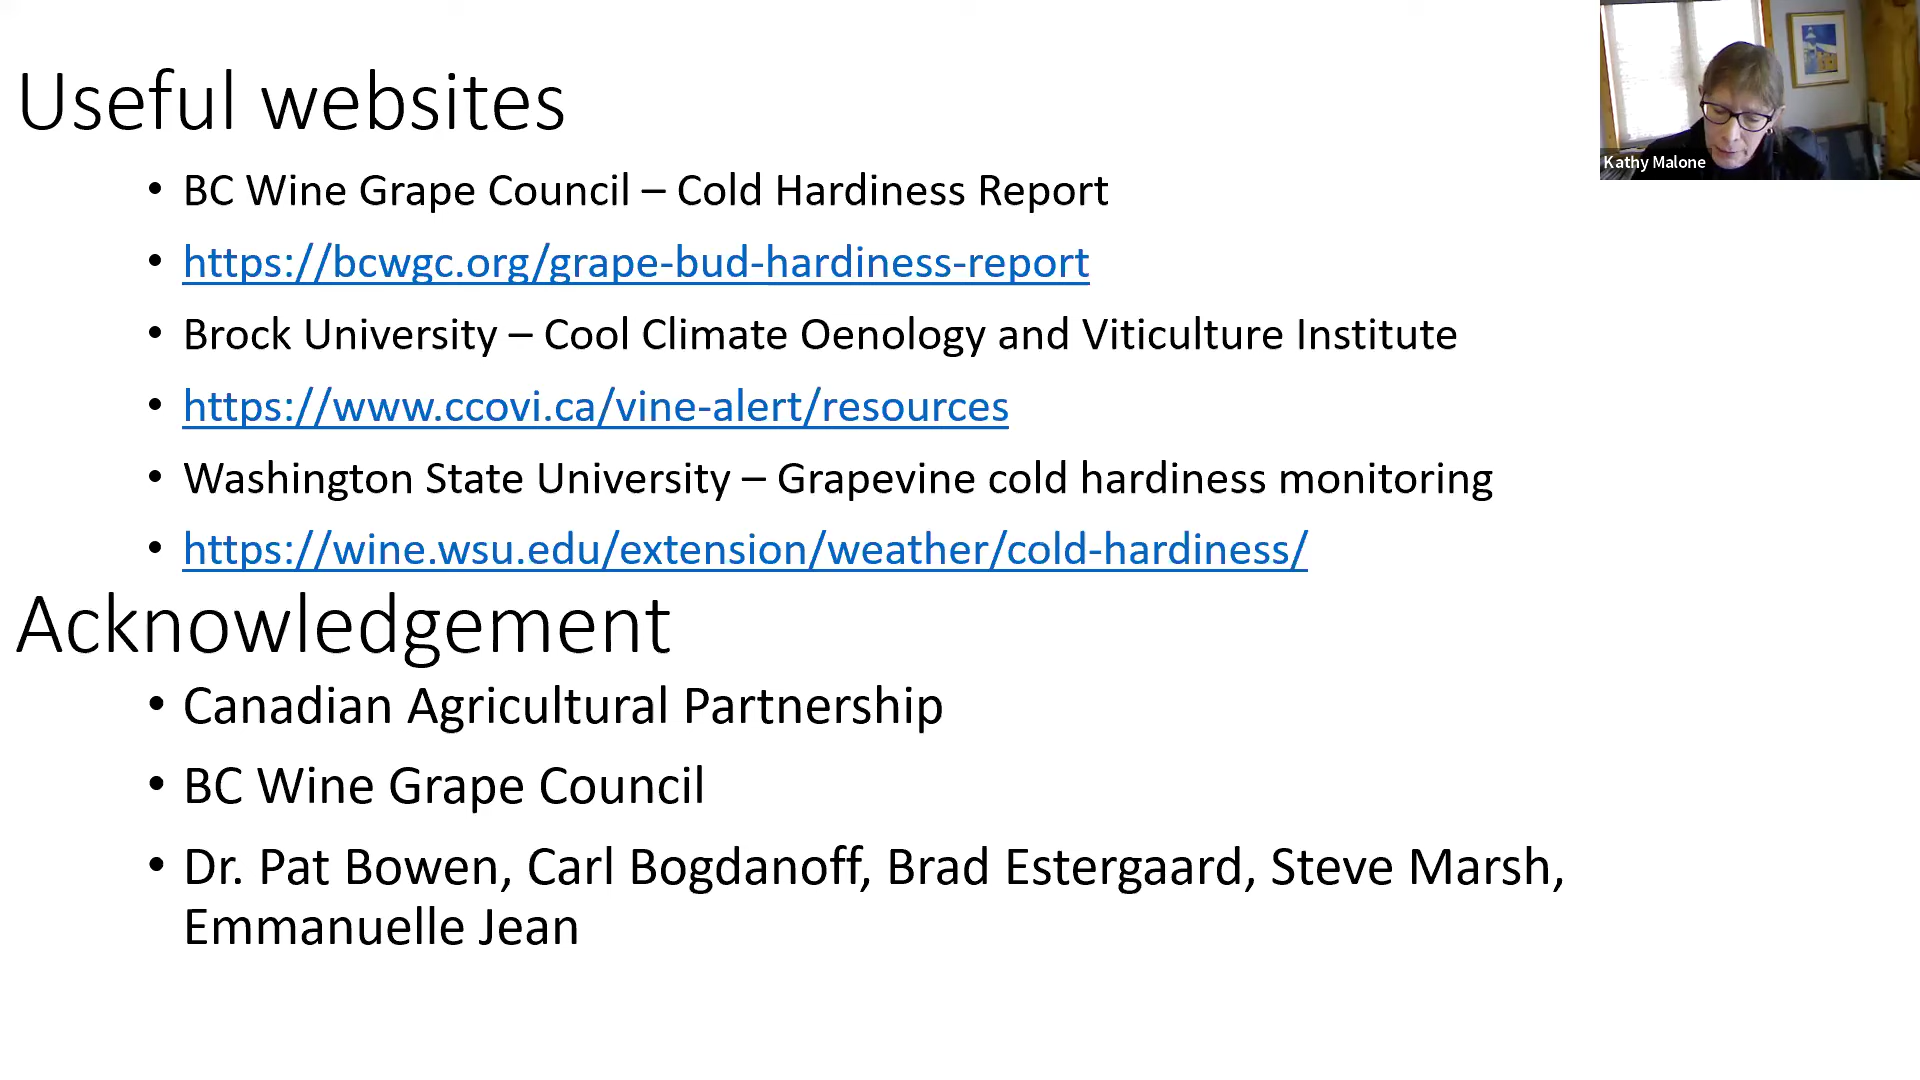 Useful websites
• BC Wine Grape Council – Cold Hardiness Report
• https://bcwgc.org/grape-bud-hardiness-report
• Brock University – Cool Climate Oenology and Viticulture Institute
• https://www.ccovi.ca/vine-alert/resources
• Washington State University – Grapevine cold hardiness monitoring
• https://wine.wsu.edu/extension/weather/cold-hardiness/
Acknowledgement
• Canadian Agricultural Partnership
• BC Wine Grape Council
• Dr. Pat Bowen, Carl Bogdanoff, Brad Estergaard, Steve Marsh,
Emmanuelle Jean
Kathy Malone